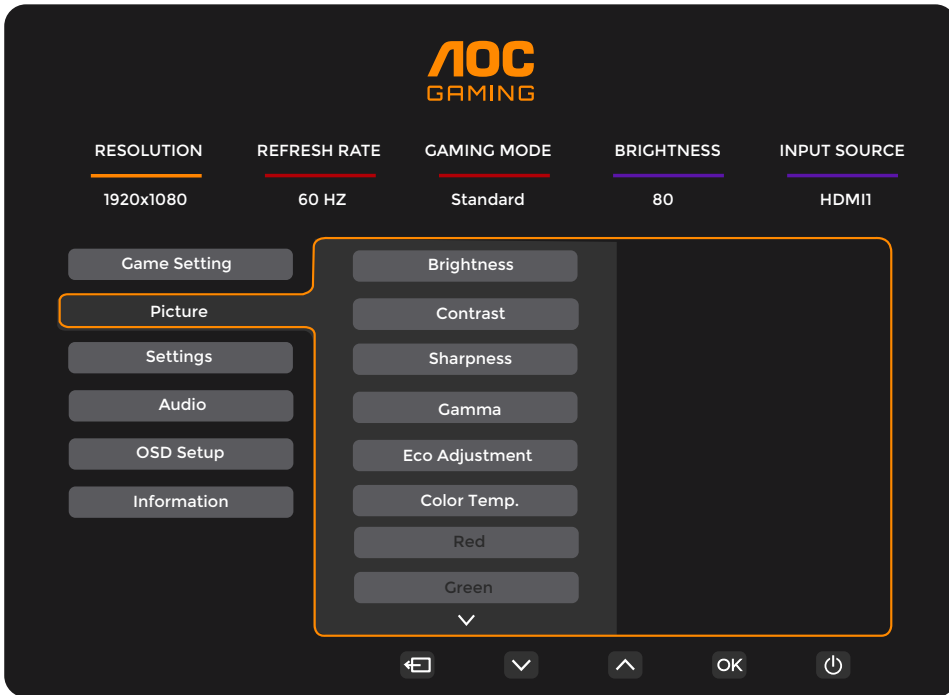 AOC
GAMING
RESOLUTION REFRESH RATE GAMING MODE BRIGHTNESS INPUT SOURCE
1920x1080 60 HZ Standard 80 HDMI1
Game Setting
Picture
Settings
Audio
OSD Setup
Information
Brightness
Contrast
Sharpness
Gamma
Eco Adjustment
Color Temp.
Red
Green
OK